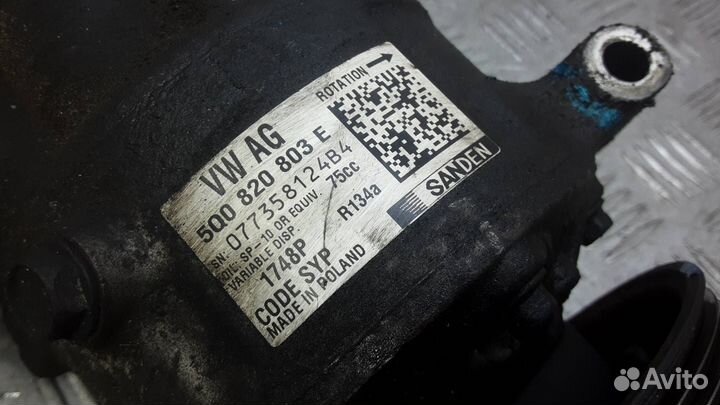 ROTATION →
VW AG
5Q0 820 803 E
SN: 077358124B4
OIL: SP-10 OR EQUIV. 75CC
VARIABLE DISP. R134a
1748P
CODE SYP
MADE IN POLAND
SANDEN
Avito